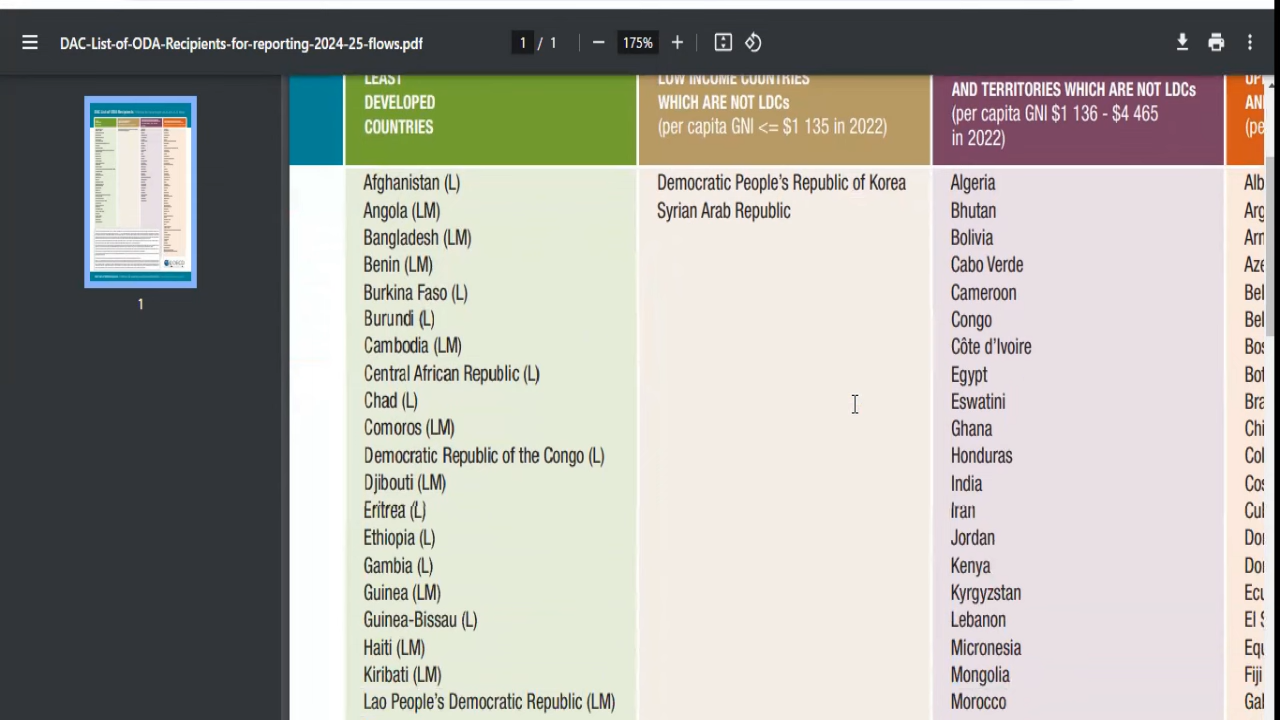 DAC-List-of-ODA-Recipients-for-reporting-2024-25-flows.pdf
1 / 1
175%
1
LEAST
DEVELOPED
COUNTRIES
LOW INCOME COUNTRIES
WHICH ARE NOT LDCs
(per capita GNI <= $1 135 in 2022)
AND TERRITORIES WHICH ARE NOT LDCs
(per capita GNI $1 136 - $4 465
in 2022)
Afghanistan (L)
Angola (LM)
Bangladesh (LM)
Benin (LM)
Burkina Faso (L)
Burundi (L)
Cambodia (LM)
Central African Republic (L)
Chad (L)
Comoros (LM)
Democratic Republic of the Congo (L)
Djibouti (LM)
Eritrea (L)
Ethiopia (L)
Gambia (L)
Guinea (LM)
Guinea-Bissau (L)
Haiti (LM)
Kiribati (LM)
Lao People's Democratic Republic (LM)
Democratic People's Republic of Korea
Syrian Arab Republic
Algeria
Bhutan
Bolivia
Cabo Verde
Cameroon
Congo
Côte d'Ivoire
Egypt
Eswatini
Ghana
Honduras
India
Iran
Jordan
Kenya
Kyrgyzstan
Lebanon
Micronesia
Mongolia
Morocco